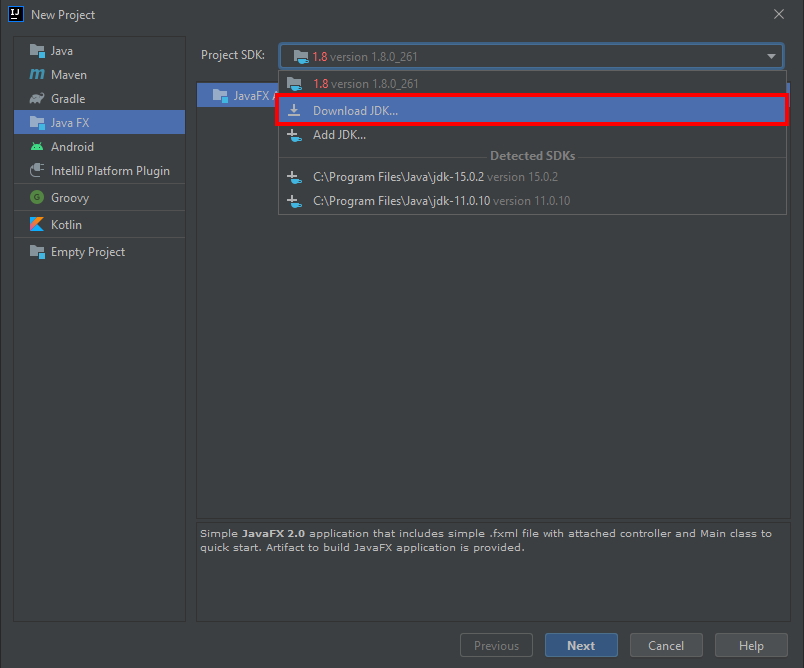 IJ
New Project
Java
Maven
Gradle
Java FX
Android
IntelliJ Platform Plugin
Groovy
Kotlin
Empty Project
Project SDK: 1.8 version 1.8.0_261
1.8 version 1.8.0_261
JavaFX
Download JDK...
Add JDK...
Detected SDKs
C:\Program Files\Java\jdk-15.0.2 version 15.0.2
C:\Program Files\Java\jdk-11.0.10 version 11.0.10
Simple JavaFX 2.0 application that includes simple .fxml file with attached controller and Main class to
quick start. Artifact to build JavaFX application is provided.
Previous Next Cancel Help